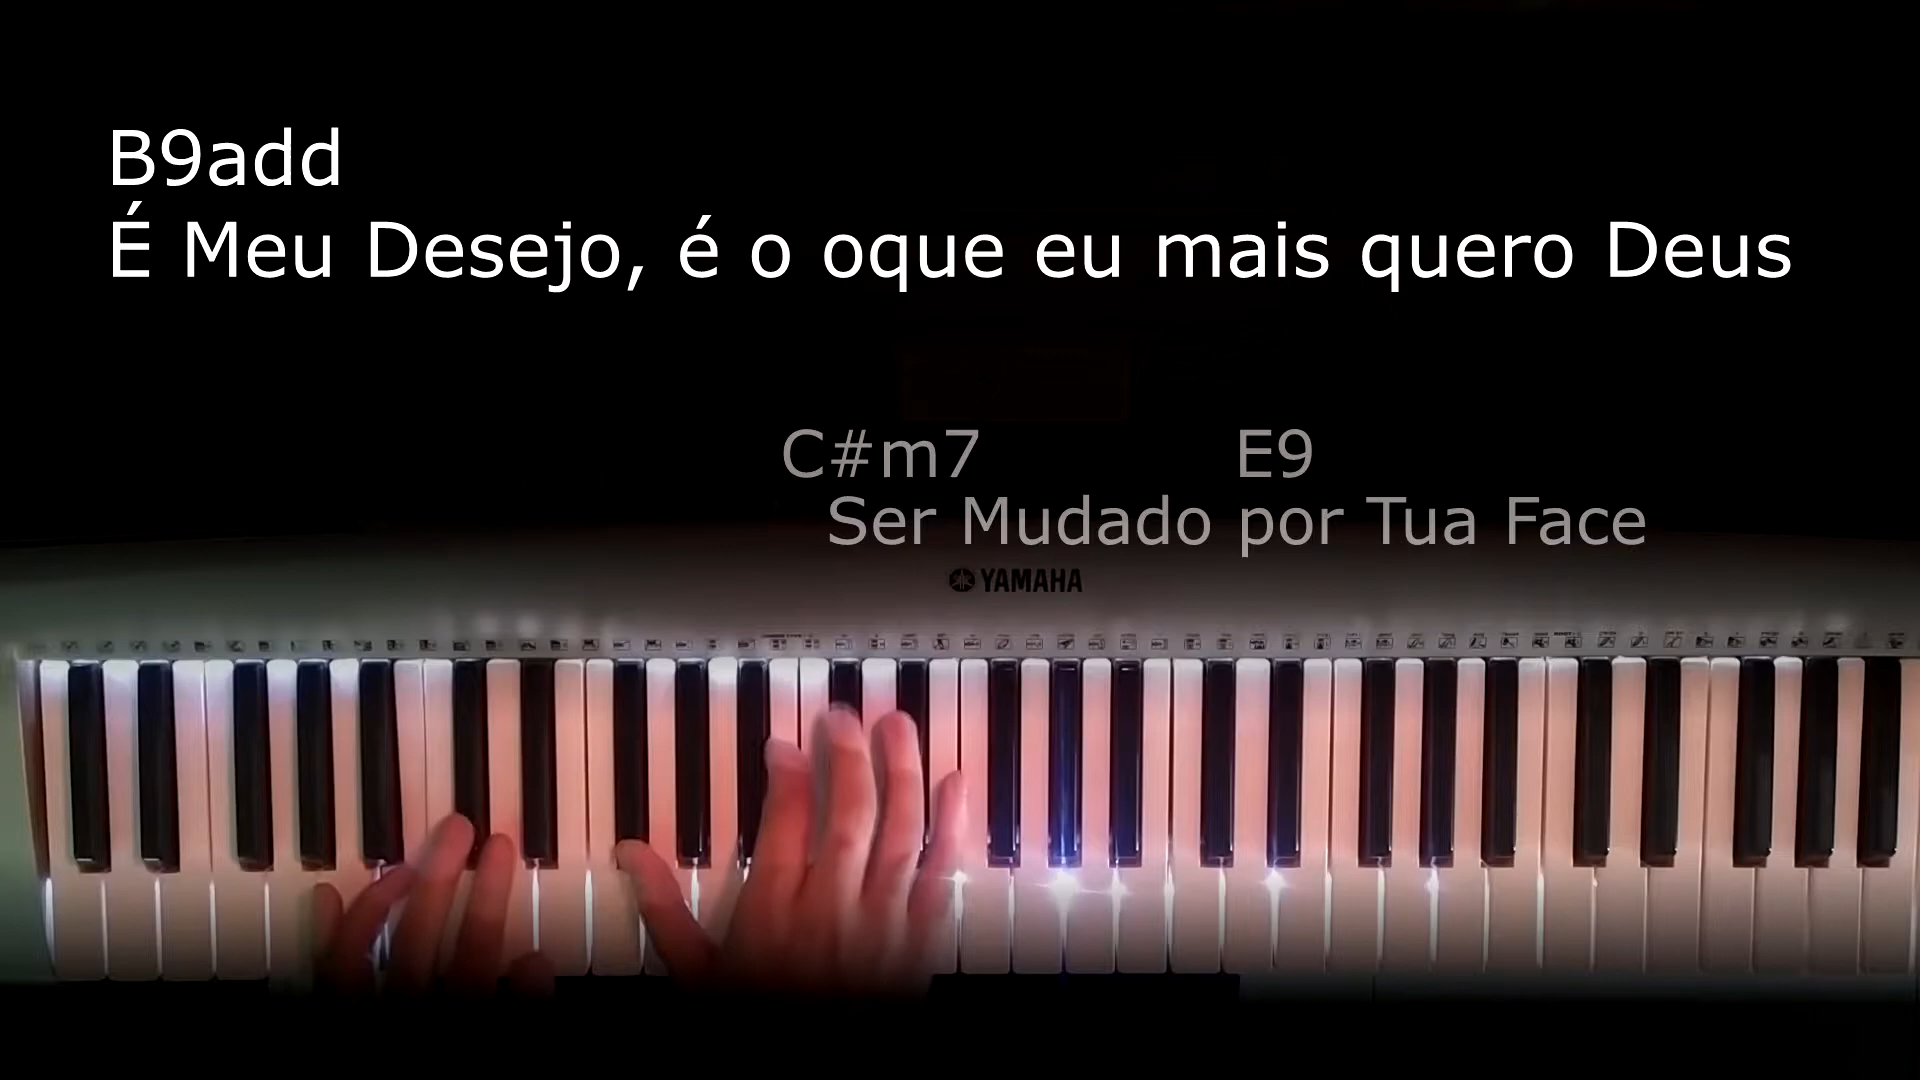 B9add
É Meu Desejo, é o oque eu mais quero Deus
C#m7 E9
Ser Mudado por Tua Face
YAMAHA